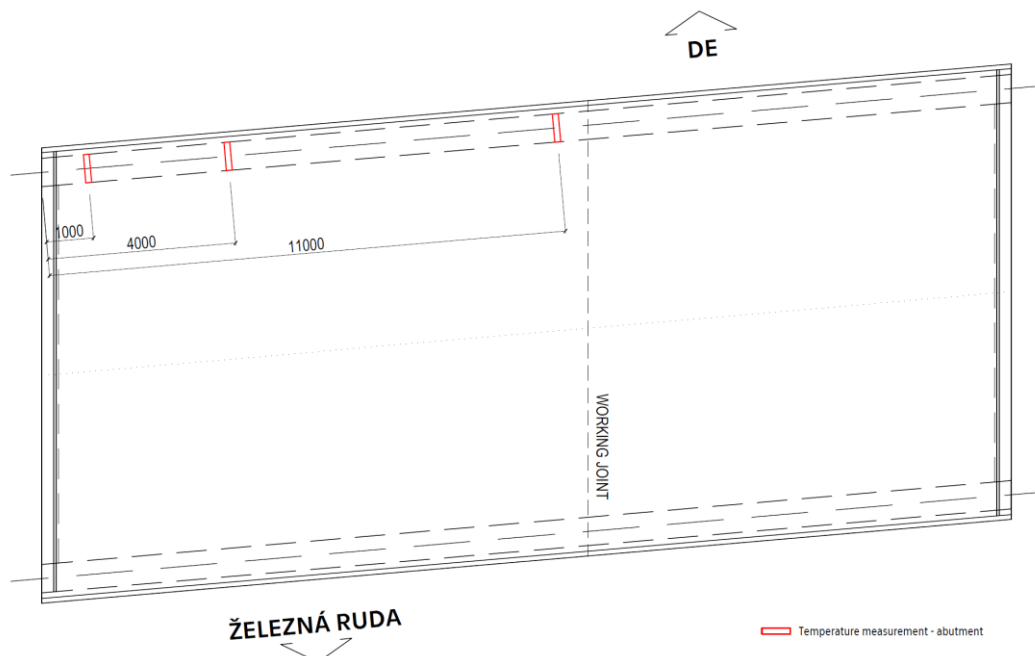 DE
1000
4000
11000
WORKING JOINT
ŽELEZNÁ RUDA
Temperature measurement - abutment